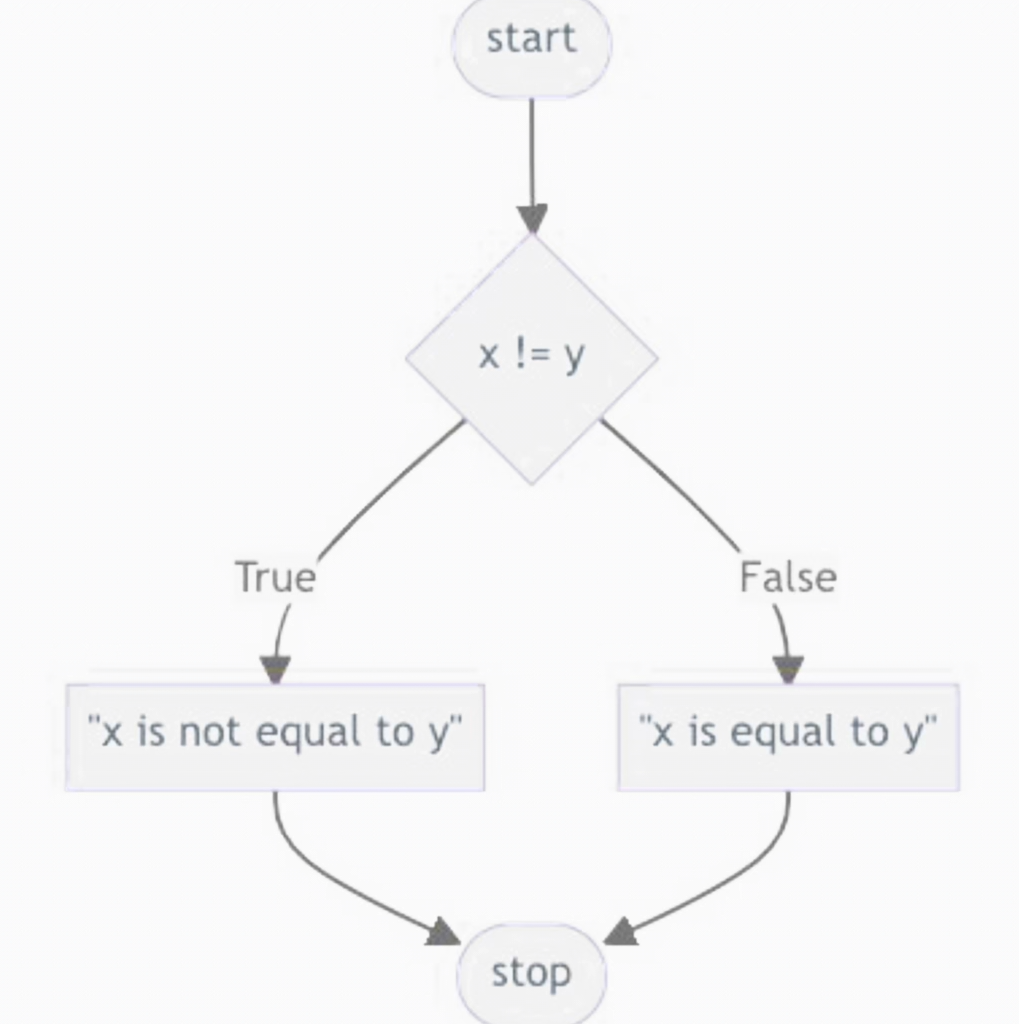 start
x != y
True
False
"x is not equal to y"
"x is equal to y"
stop